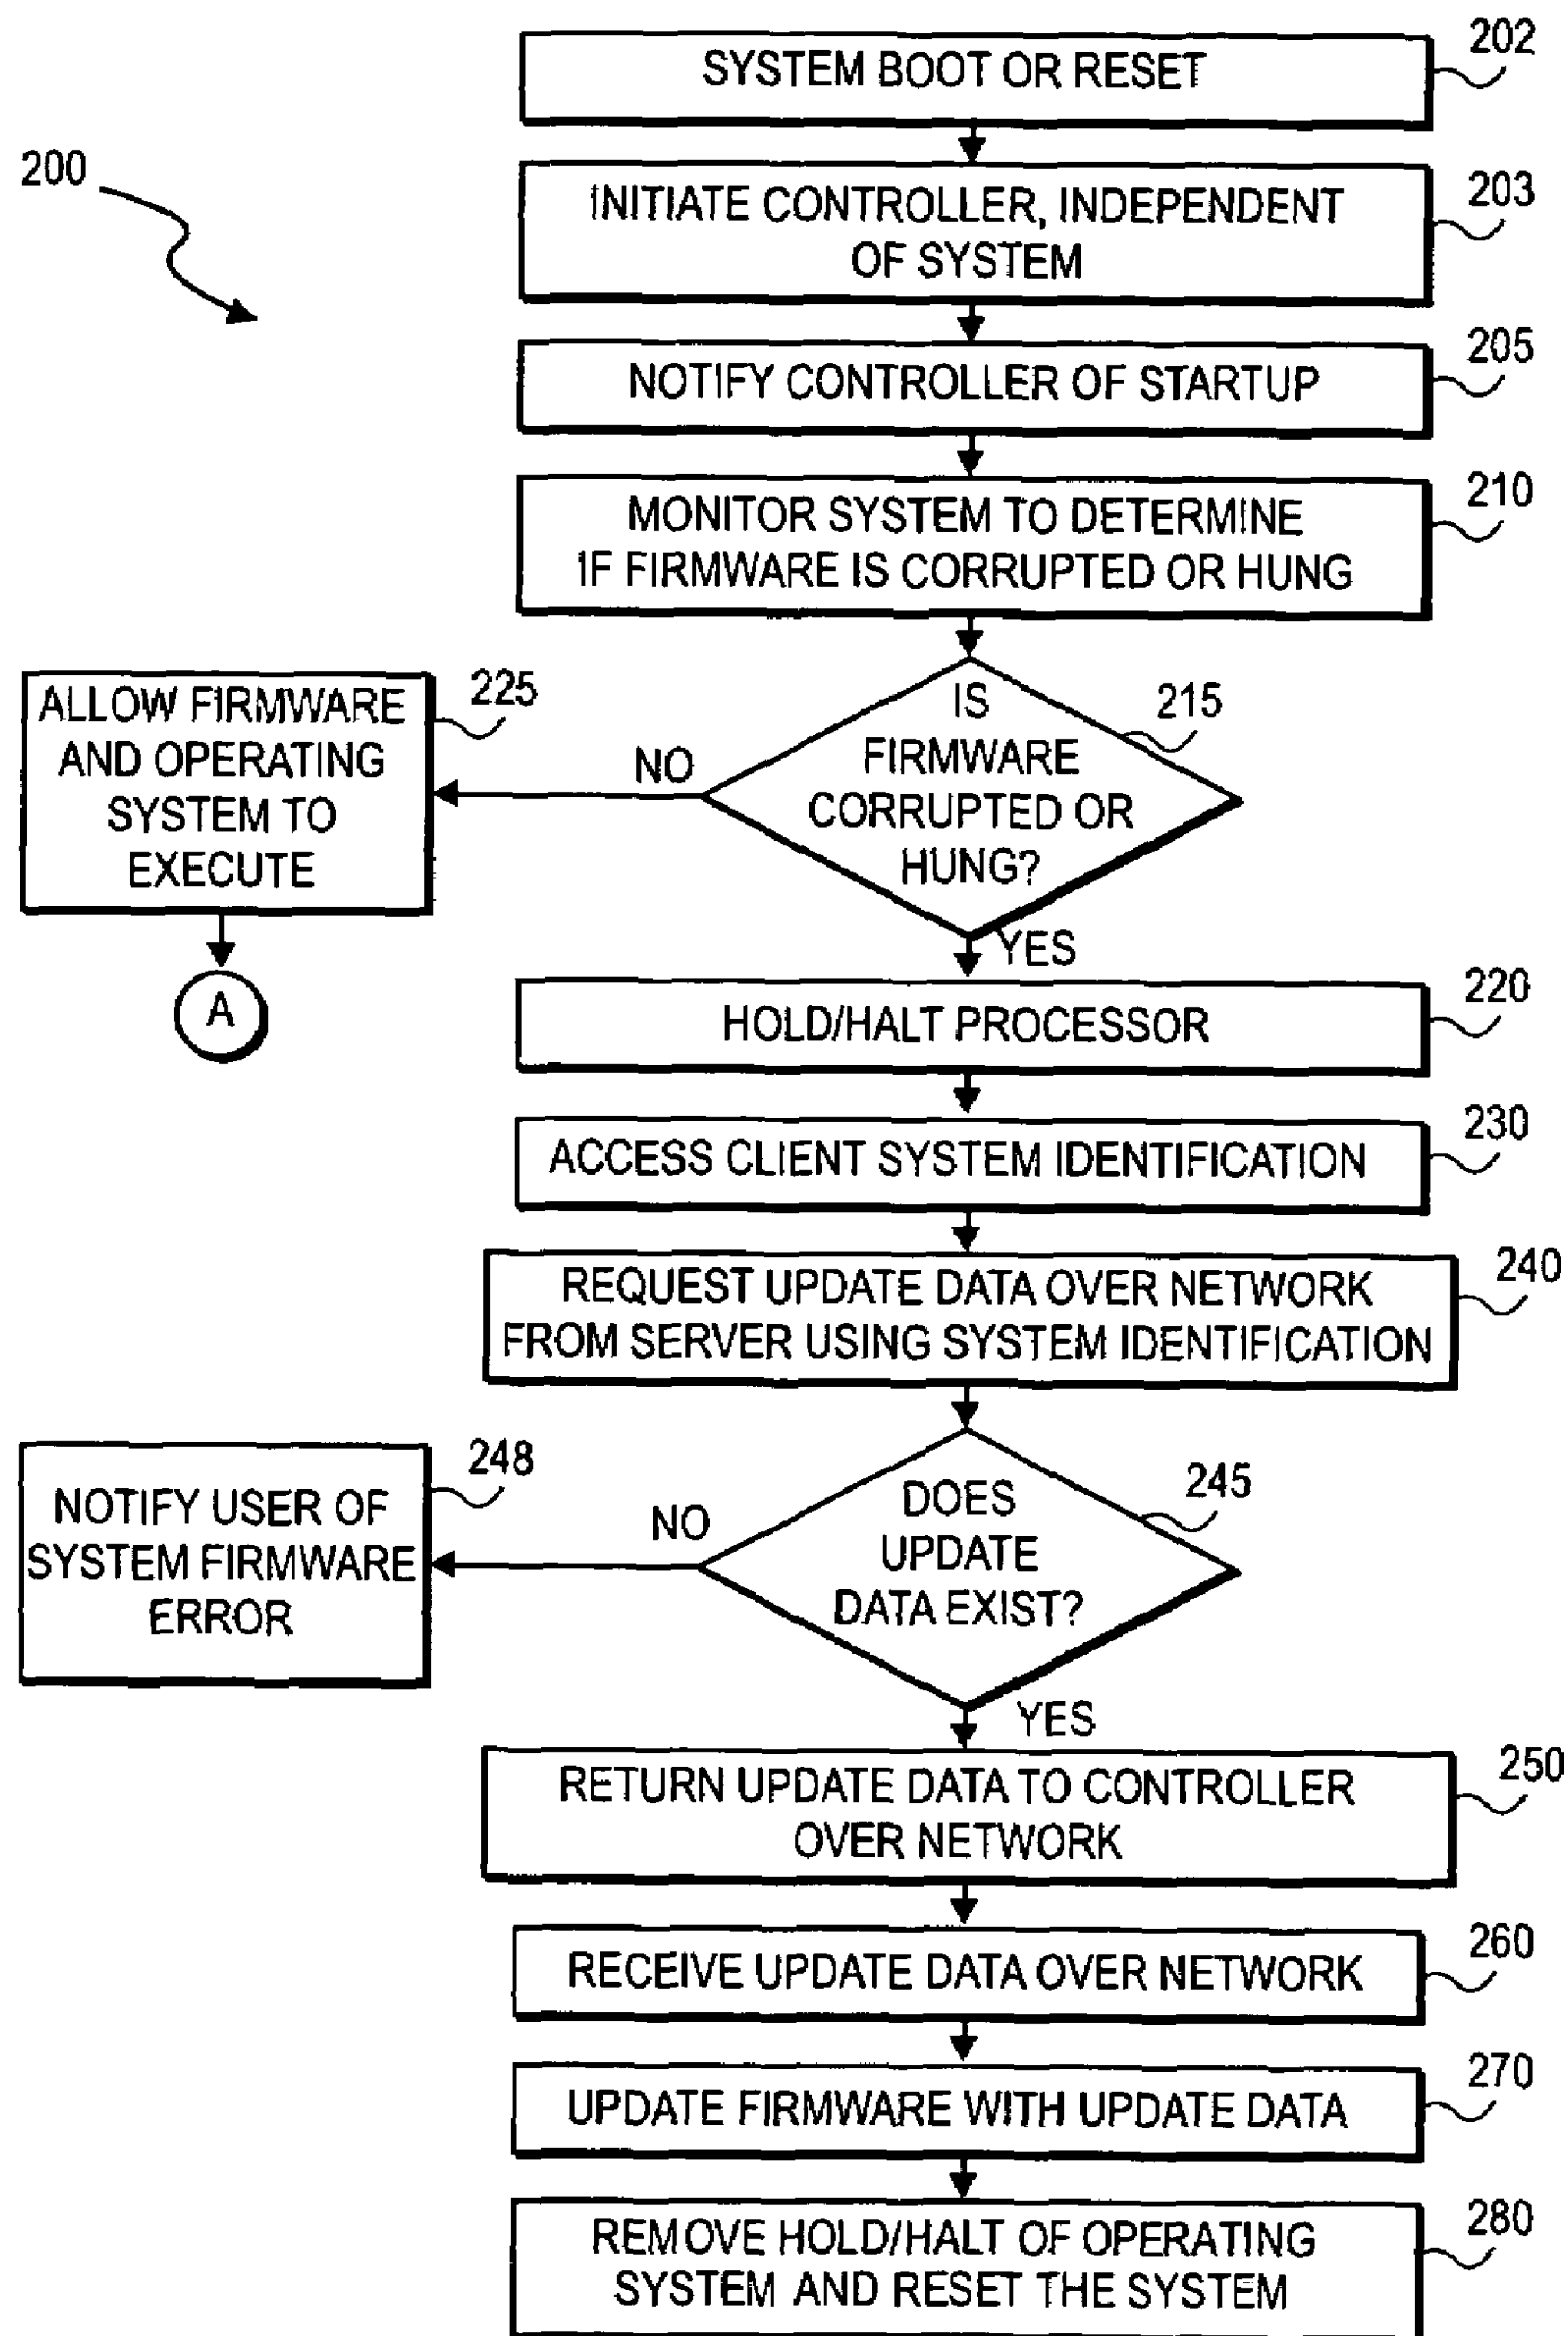 SYSTEM BOOT OR RESET
202
200
INITIATE CONTROLLER, INDEPENDENT
OF SYSTEM
203
NOTIFY CONTROLLER OF STARTUP
205
MONITOR SYSTEM TO DETERMINE
IF FIRMWARE IS CORRUPTED OR HUNG
210
IS
FIRMWARE
CORRUPTED OR
HUNG?
215
NO
ALLOW FIRMWARE
AND OPERATING
SYSTEM TO
EXECUTE
225
A
YES
HOLD/HALT PROCESSOR
220
ACCESS CLIENT SYSTEM IDENTIFICATION
230
REQUEST UPDATE DATA OVER NETWORK
FROM SERVER USING SYSTEM IDENTIFICATION
240
DOES
UPDATE
DATA EXIST?
245
NO
NOTIFY USER OF
SYSTEM FIRMWARE
ERROR
248
YES
RETURN UPDATE DATA TO CONTROLLER
OVER NETWORK
250
RECEIVE UPDATE DATA OVER NETWORK
260
UPDATE FIRMWARE WITH UPDATE DATA
270
REMOVE HOLD/HALT OF OPERATING
SYSTEM AND RESET THE SYSTEM
280